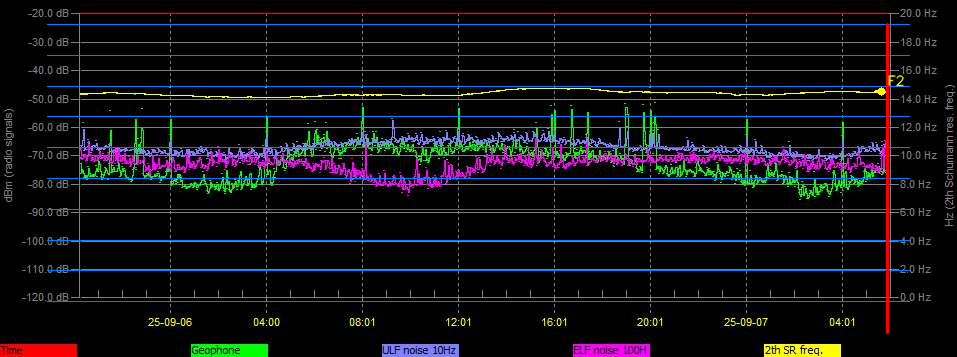 -20.0 dB 20.0 Hz
-30.0 dB 18.0 Hz
-40.0 dB 16.0 Hz
F2
-50.0 dB 14.0 Hz
-60.0 dB 12.0 Hz
-70.0 dB 10.0 Hz
-80.0 dB 8.0 Hz
-90.0 dB 6.0 Hz
-100.0 dB 4.0 Hz
-110.0 dB 2.0 Hz
-120.0 dB 0.0 Hz
dBm (radio signals)
Hz (2th Schumann res. freq.)
25-09-06 04:00 08:01 12:01 16:01 20:01 25-09-07 04:01
Time Geophone ULF noise 10Hz ELF noise 100H 2th SR freq.